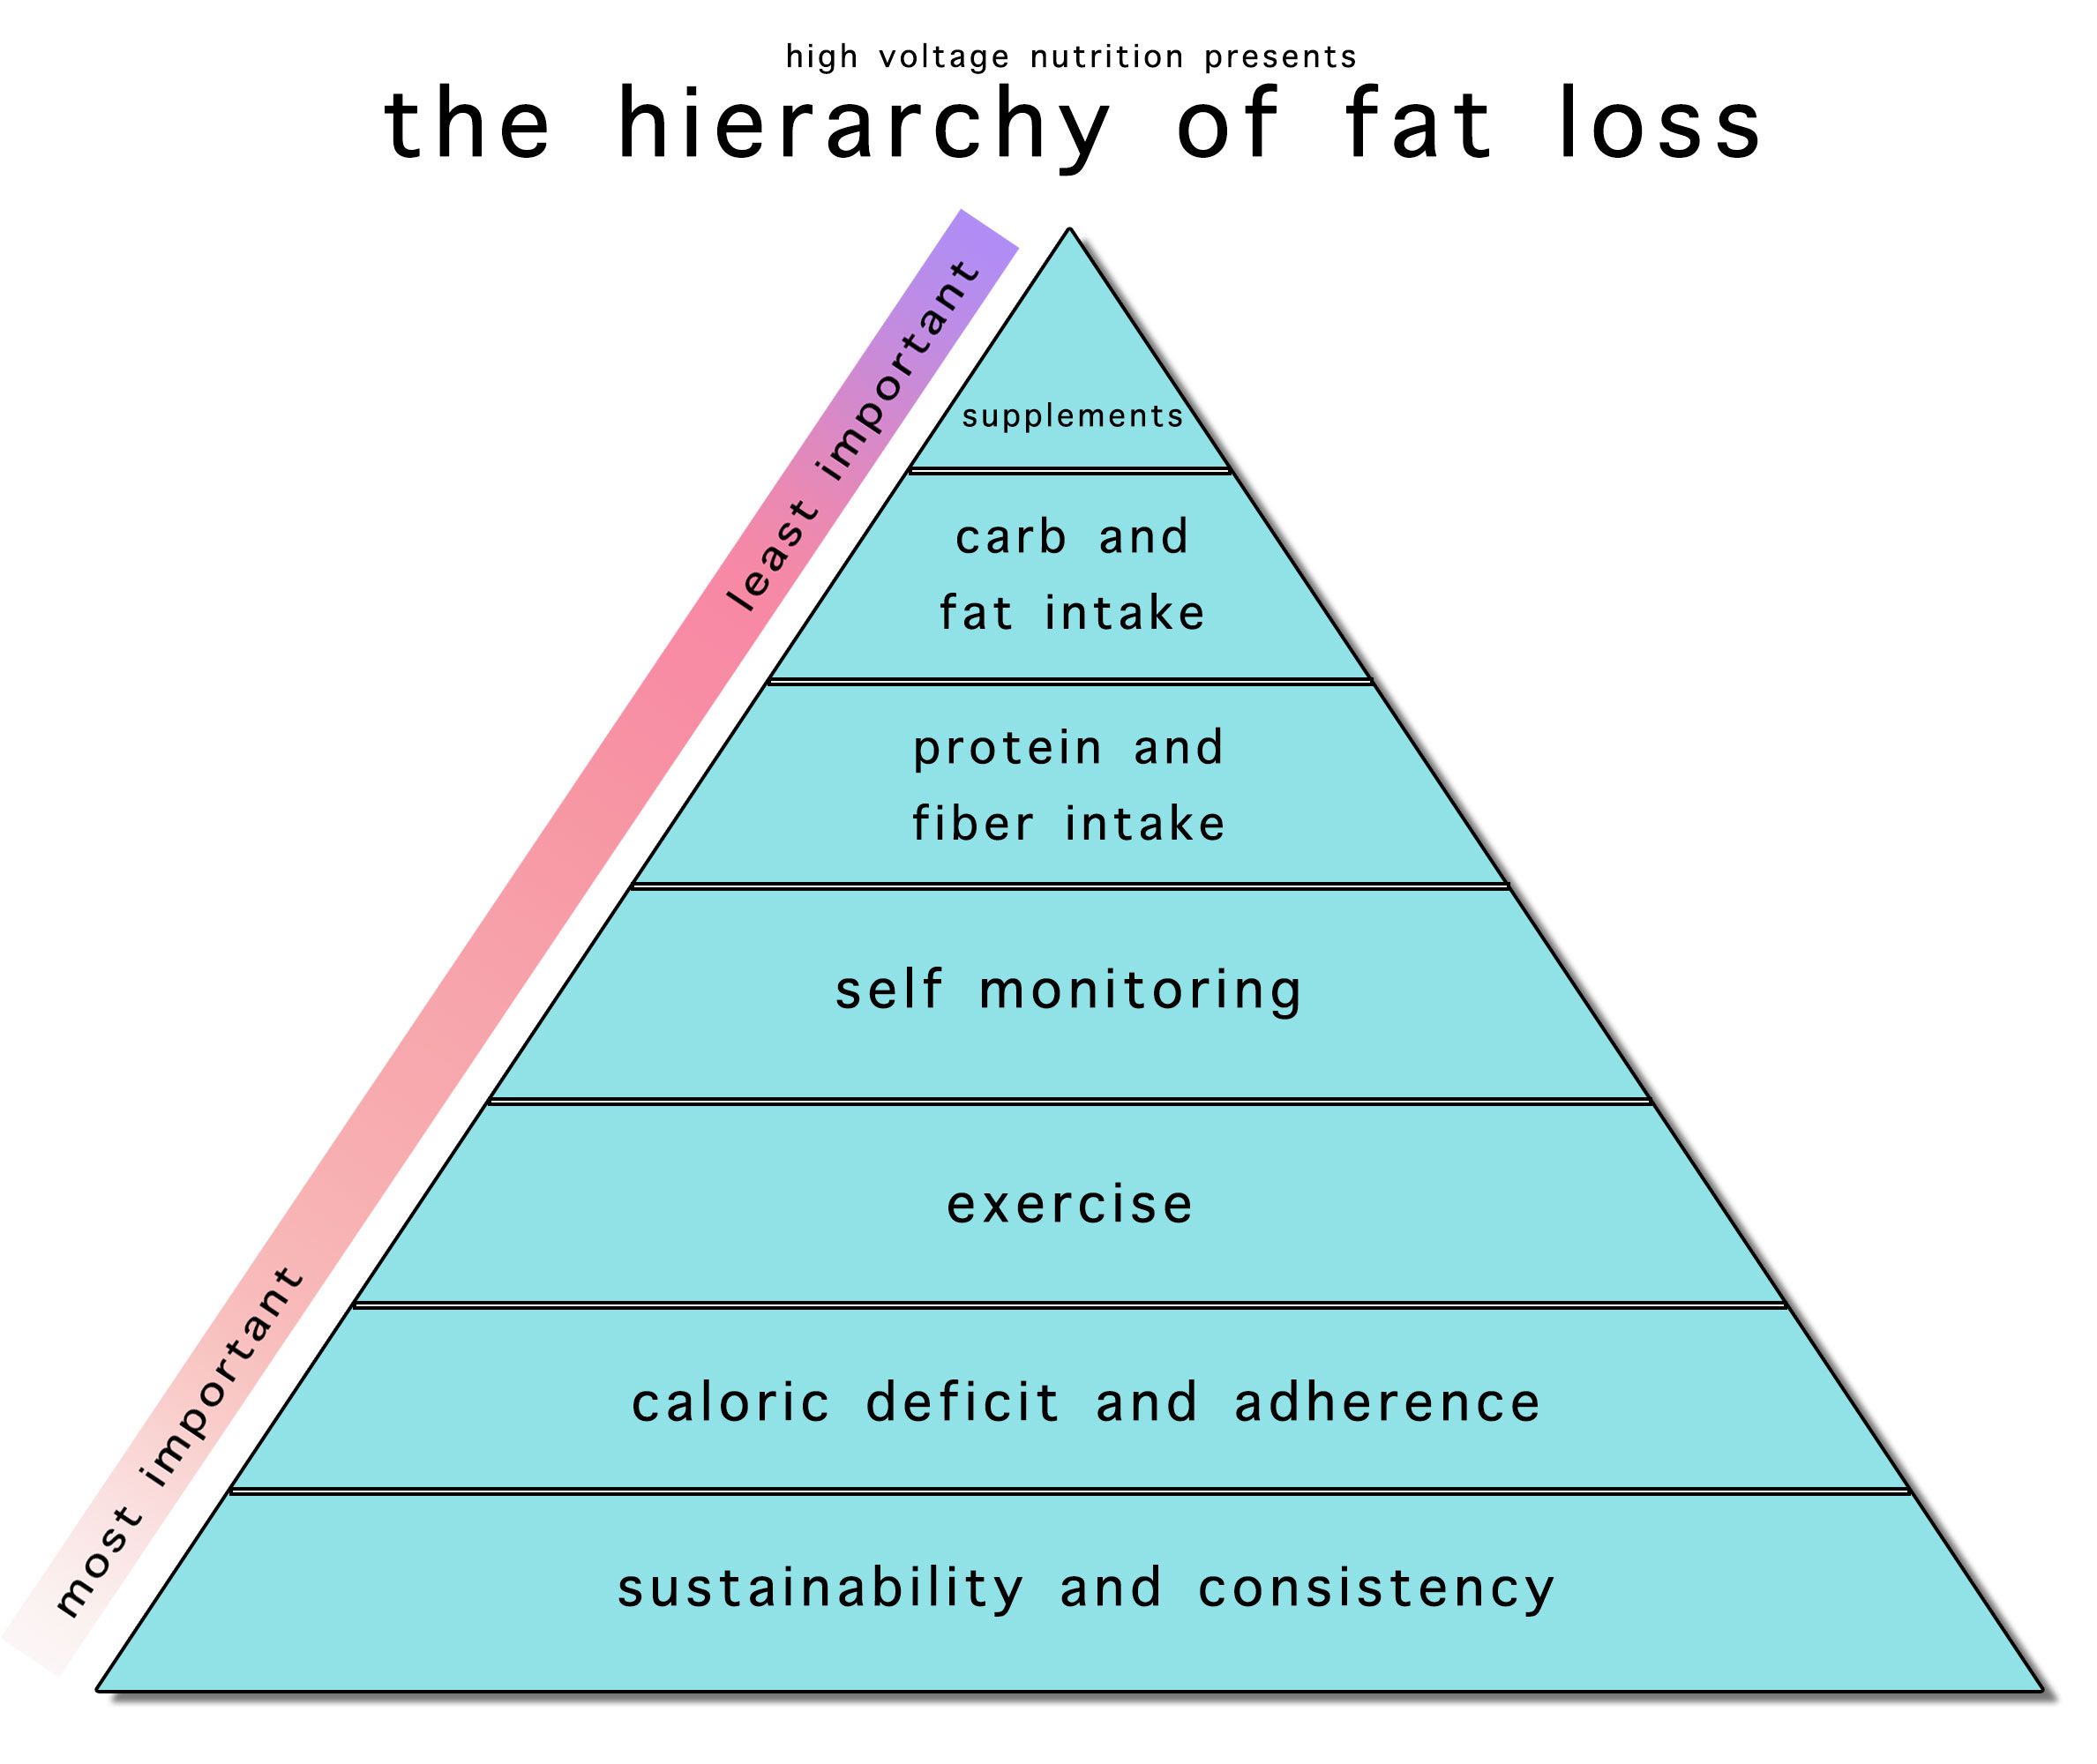 high voltage nutrition presents
the hierarchy of fat loss
least important
supplements
carb and
fat intake
protein and
fiber intake
self monitoring
exercise
most important
caloric deficit and adherence
sustainability and consistency